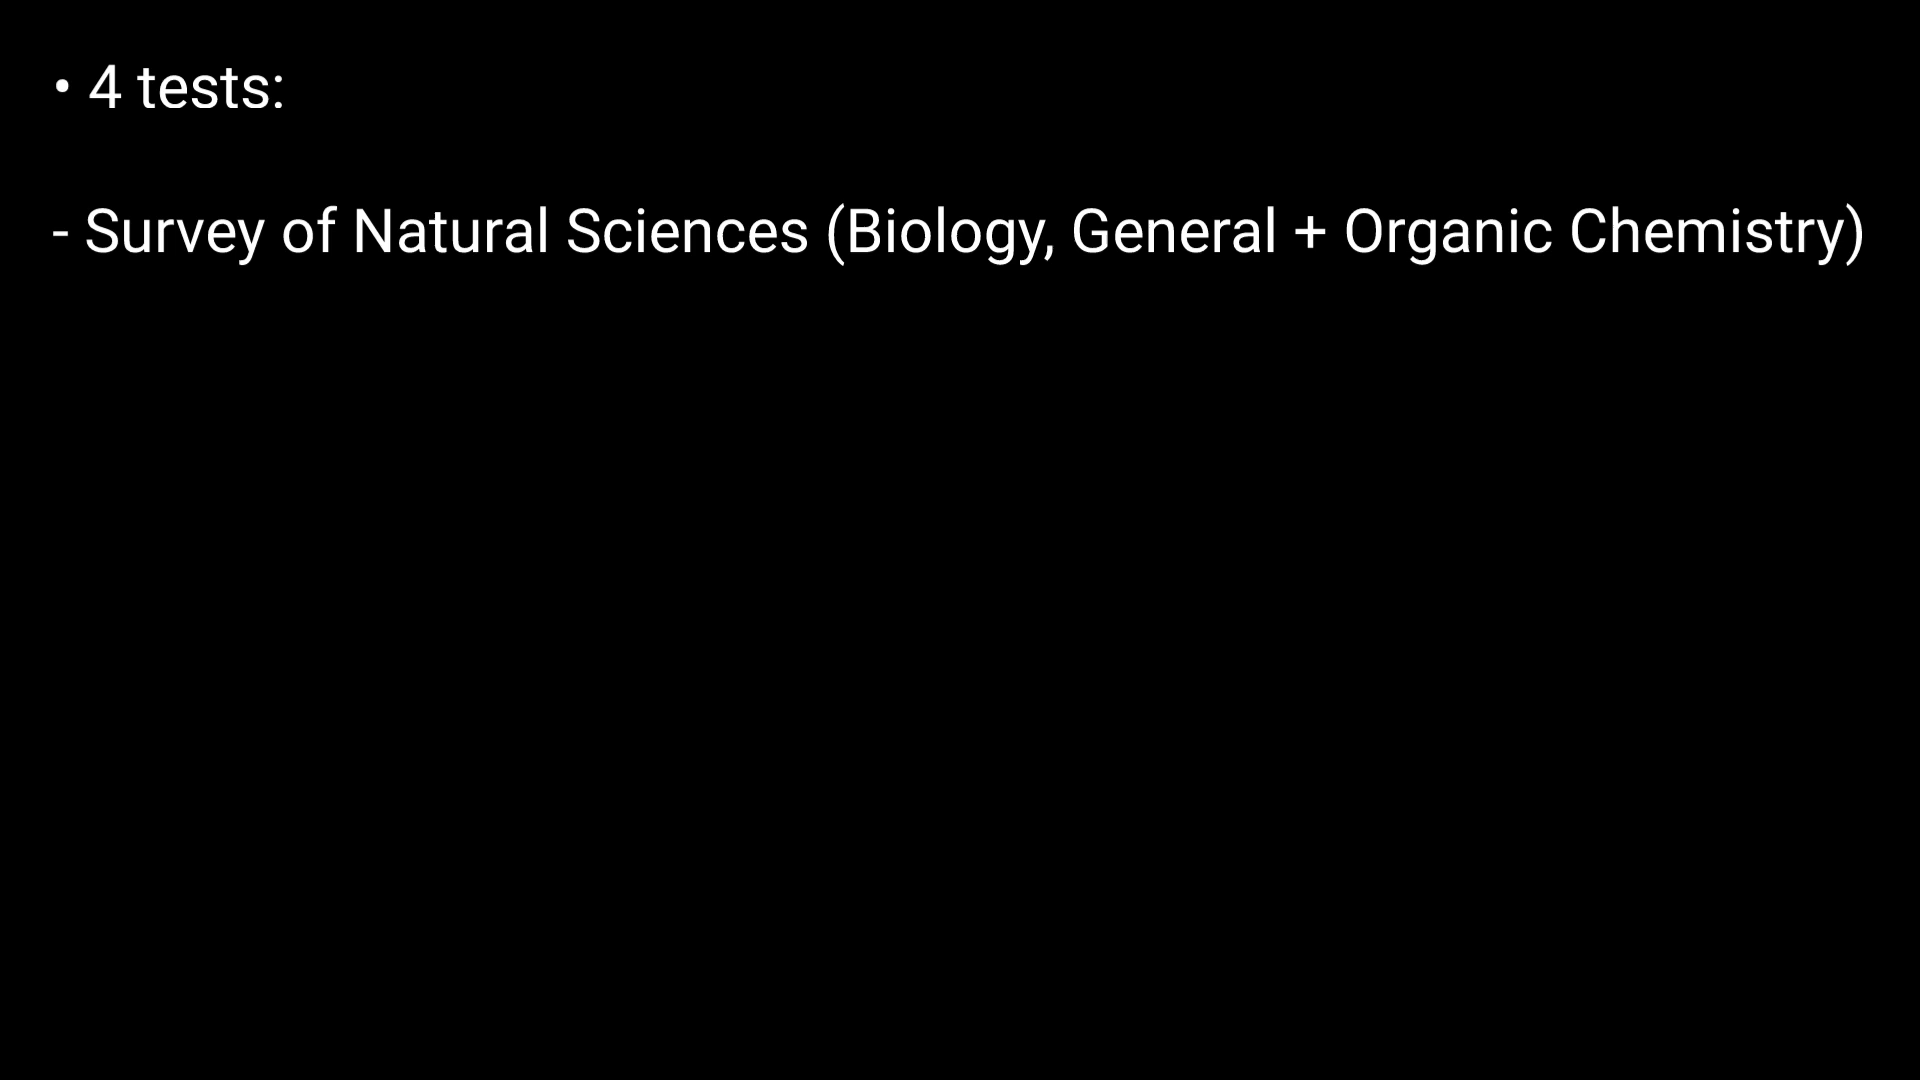 • 4 tests:
- Survey of Natural Sciences (Biology, General + Organic Chemistry)